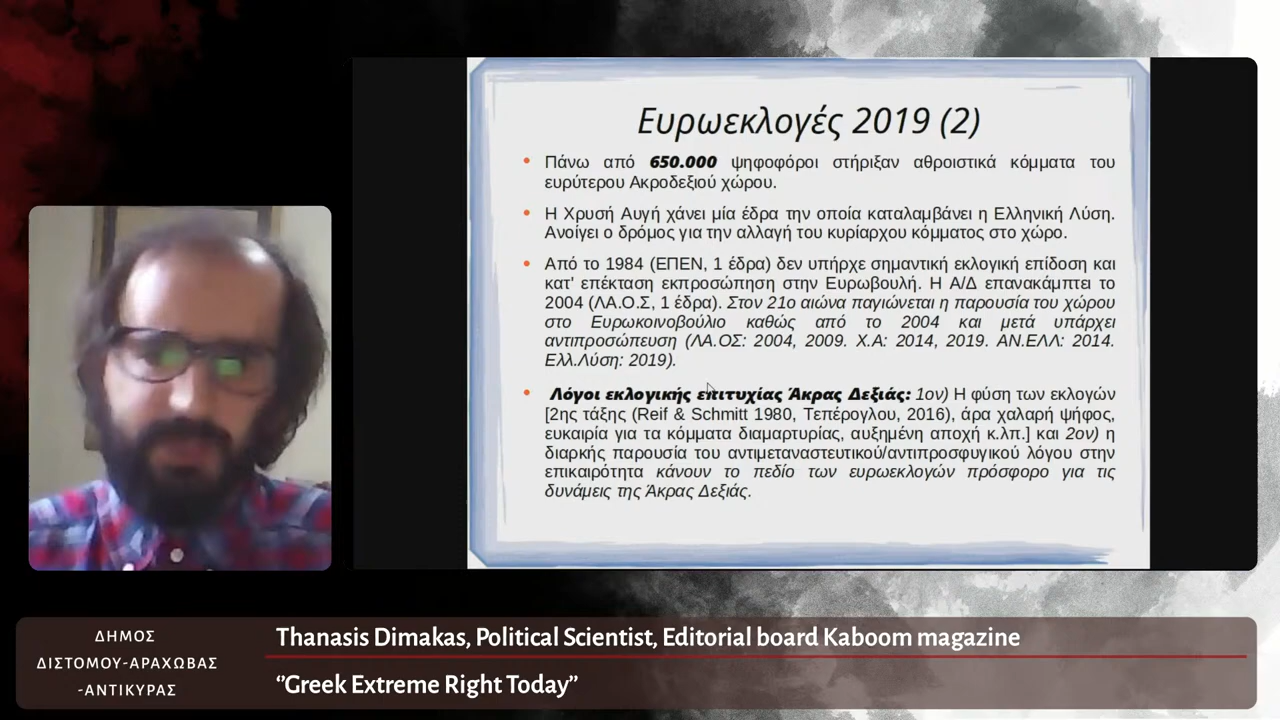 Ευρωεκλογές 2019 (2)
Πάνω από 650.000 ψηφοφόροι στήριξαν αθροιστικά κόμματα του
ευρύτερου Ακροδεξιού χώρου.
Η Χρυσή Αυγή χάνει μία έδρα την οποία καταλαμβάνει η Ελληνική Λύση.
Ανοίγει ο δρόμος για την αλλαγή του κυρίαρχου κόμματος στο χώρο.
Από το 1984 (ΕΠΕΝ, 1 έδρα) δεν υπήρχε σημαντική εκλογική επίδοση και
κατ' επέκταση εκπροσώπηση στην Ευρωβουλή. Η Α/Δ επανακάμπτει το
2004 (ΛΑ.Ο.Σ, 1 έδρα). Στον 21ο αιώνα παγιώνεται η παρουσία του χώρου
στο Ευρωκοινοβούλιο καθώς από το 2004 και μετά υπάρχει
αντιπροσώπευση (ΛΑ.ΟΣ: 2004, 2009. Χ.Α: 2014, 2019. ΑΝ.ΕΛΛ: 2014.
Ελλ.Λύση: 2019).
Λόγοι εκλογικής επιτυχίας Άκρας Δεξιάς: 1ον) Η φύση των εκλογών
[2ης τάξης (Reif & Schmitt 1980, Τεπέρογλου, 2016), άρα χαλαρή ψήφος,
ευκαιρία για τα κόμματα διαμαρτυρίας, αυξημένη αποχή κ.λπ.] και 2ον) η
διαρκής παρουσία του αντιμεταναστευτικού/αντιπροσφυγικού λόγου στην
επικαιρότητα κάνουν το πεδίο των ευρωεκλογών πρόσφορο για τις
δυνάμεις της Άκρας Δεξιάς.
ΔΗΜΟΣ
ΔΙΣΤΟΜΟΥ-ΑΡΑΧΩΒΑΣ
-ΑΝΤΙΚΥΡΑΣ
Thanasis Dimakas, Political Scientist, Editorial board Kaboom magazine
‘’Greek Extreme Right Today’’